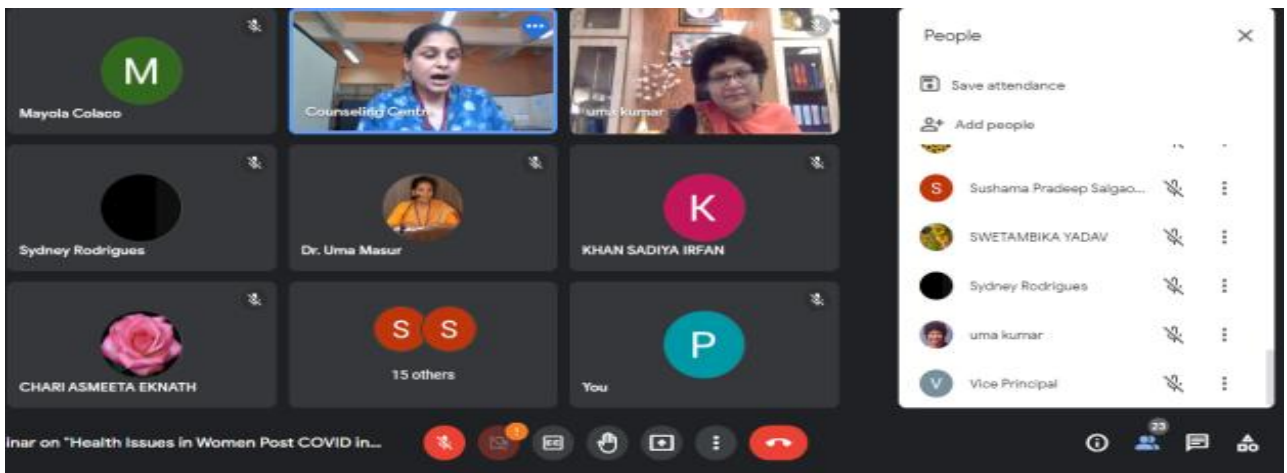 M
Mayola Colaco
Counseling Centre
uma kumar
Sydney Rodrigues
Dr. Uma Masur
K
KHAN SADIYA IRFAN
CHARI ASMEETA EKNATH
S S
15 others
P
You
People
Save attendance
Add people
S Sushama Pradeep Salgao...
SWETAMBIKA YADAV
Sydney Rodrigues
uma kumar
V Vice Principal
inar on "Health Issues in Women Post COVID in...
23